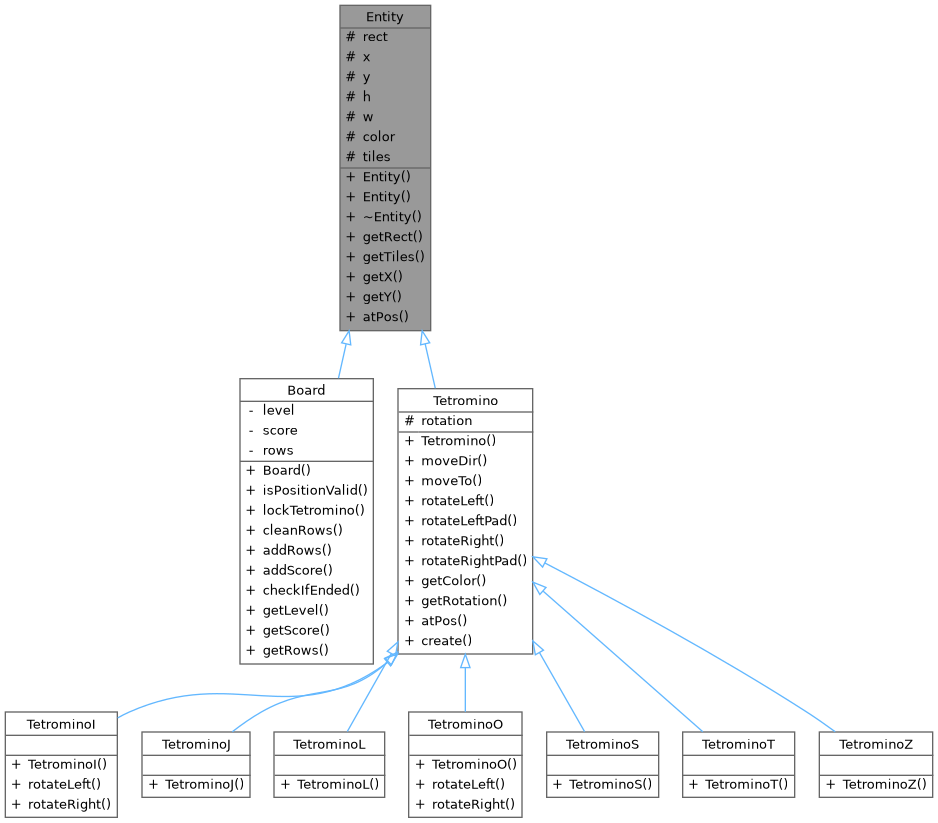 Entity
# rect
# x
# y
# h
# w
# color
# tiles
+ Entity()
+ Entity()
+ ~Entity()
+ getRect()
+ getTiles()
+ getX()
+ getY()
+ atPos()
Board
- level
- score
- rows
+ Board()
+ isPositionValid()
+ lockTetromino()
+ cleanRows()
+ addRows()
+ addScore()
+ checkIfEnded()
+ getLevel()
+ getScore()
+ getRows()
Tetromino
# rotation
+ Tetromino()
+ moveDir()
+ moveTo()
+ rotateLeft()
+ rotateLeftPad()
+ rotateRight()
+ rotateRightPad()
+ getColor()
+ getRotation()
+ atPos()
+ create()
TetrominoI
+ TetrominoI()
+ rotateLeft()
+ rotateRight()
TetrominoJ
+ TetrominoJ()
TetrominoL
+ TetrominoL()
TetrominoO
+ TetrominoO()
+ rotateLeft()
+ rotateRight()
TetrominoS
+ TetrominoS()
TetrominoT
+ TetrominoT()
TetrominoZ
+ TetrominoZ()